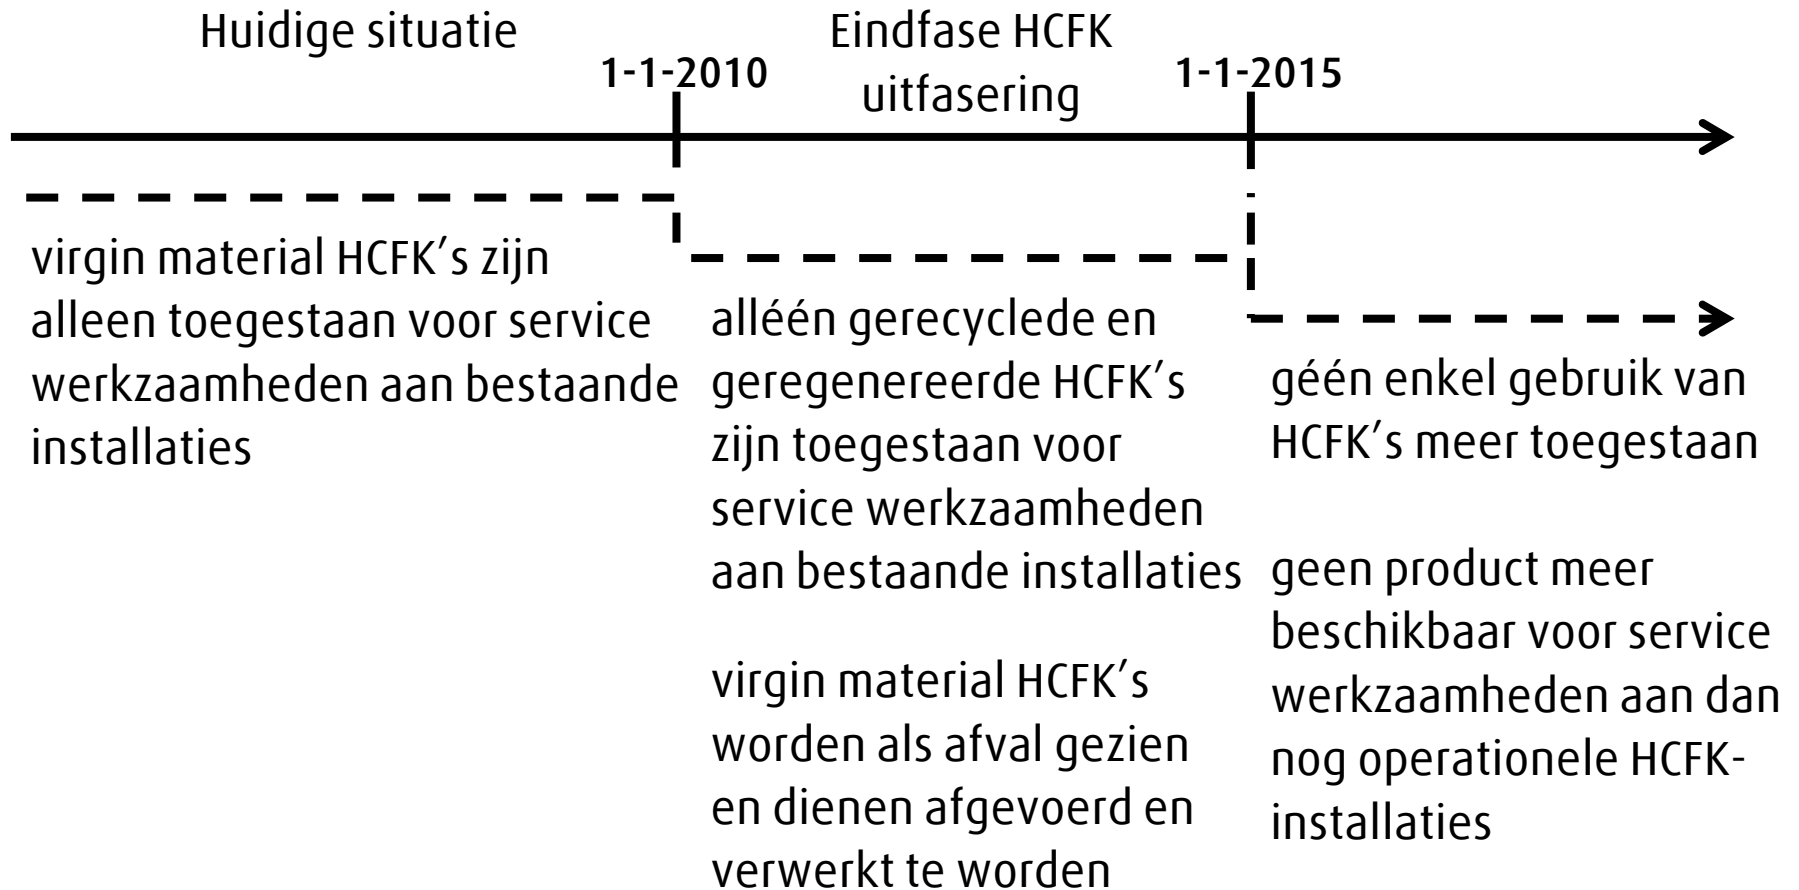 Huidige situatie
1-1-2010
Eindfase HCFK
uitfasering
1-1-2015
virgin material HCFK's zijn
alleen toegestaan voor service
werkzaamheden aan bestaande
installaties
alléén gerecyclede en
geregenereerde HCFK's
zijn toegestaan voor
service werkzaamheden
aan bestaande installaties
virgin material HCFK's
worden als afval gezien
en dienen afgevoerd en
verwerkt te worden
géén enkel gebruik van
HCFK's meer toegestaan
geen product meer
beschikbaar voor service
werkzaamheden aan dan
nog operationele HCFK-
installaties